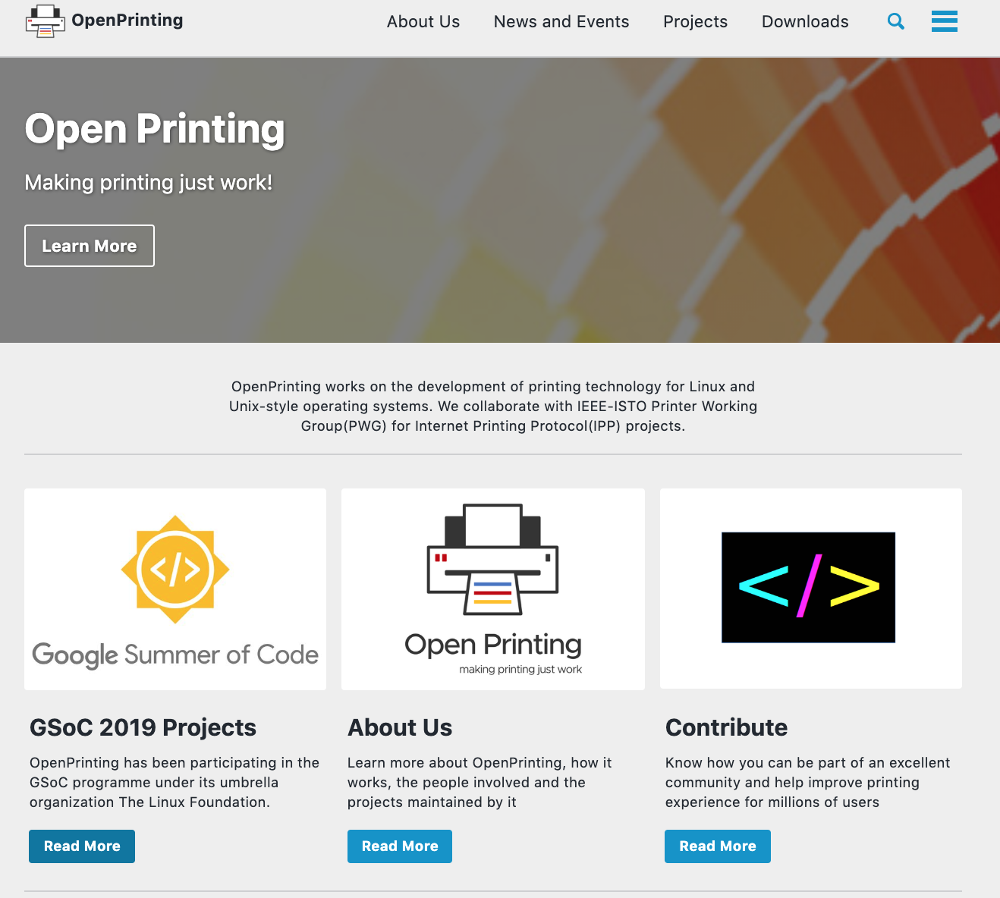 OpenPrinting
About Us
News and Events
Projects
Downloads
Open Printing
Making printing just work!
Learn More
OpenPrinting works on the development of printing technology for Linux and
Unix-style operating systems. We collaborate with IEEE-ISTO Printer Working
Group(PWG) for Internet Printing Protocol(IPP) projects.
</>
Google Summer of Code
Open Printing
making printing just work
</>
GSoC 2019 Projects
OpenPrinting has been participating in the
GSoC programme under its umbrella
organization The Linux Foundation.
Read More
About Us
Learn more about OpenPrinting, how it
works, the people involved and the
projects maintained by it
Read More
Contribute
Know how you can be part of an excellent
community and help improve printing
experience for millions of users
Read More